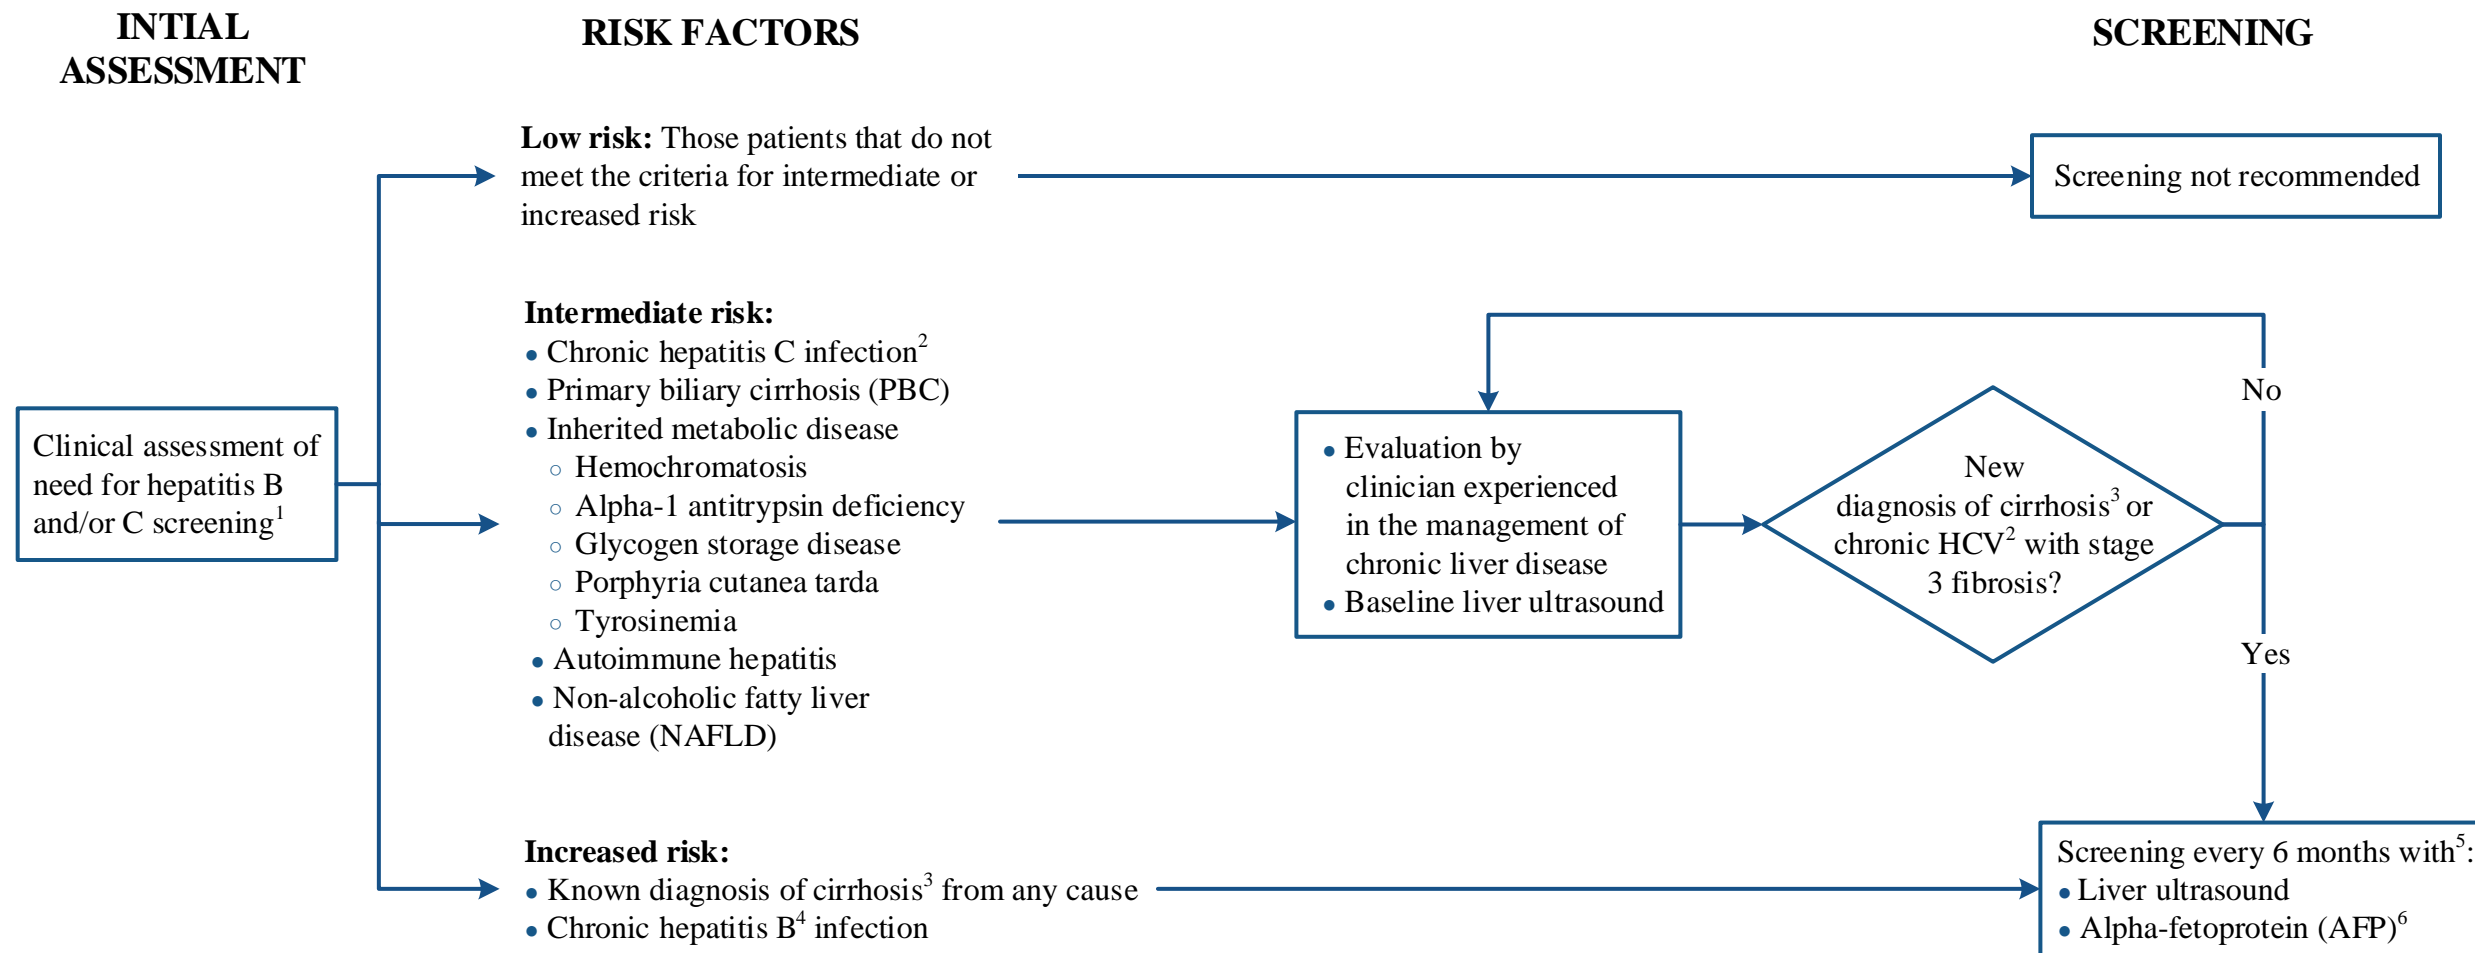 INTIAL
ASSESSMENT
RISK FACTORS
SCREENING
Low risk: Those patients that do not
meet the criteria for intermediate or
increased risk
Screening not recommended
Clinical assessment of
need for hepatitis B
and/or C screening1
Intermediate risk:
• Chronic hepatitis C infection2
• Primary biliary cirrhosis (PBC)
• Inherited metabolic disease
○ Hemochromatosis
○ Alpha-1 antitrypsin deficiency
○ Glycogen storage disease
○ Porphyria cutanea tarda
○ Tyrosinemia
• Autoimmune hepatitis
• Non-alcoholic fatty liver
disease (NAFLD)
• Evaluation by
clinician experienced
in the management of
chronic liver disease
• Baseline liver ultrasound
New
diagnosis of cirrhosis3 or
chronic HCV2 with stage
3 fibrosis?
No
Yes
Increased risk:
• Known diagnosis of cirrhosis3 from any cause
• Chronic hepatitis B4 infection
Screening every 6 months with5:
• Liver ultrasound
• Alpha-fetoprotein (AFP)6